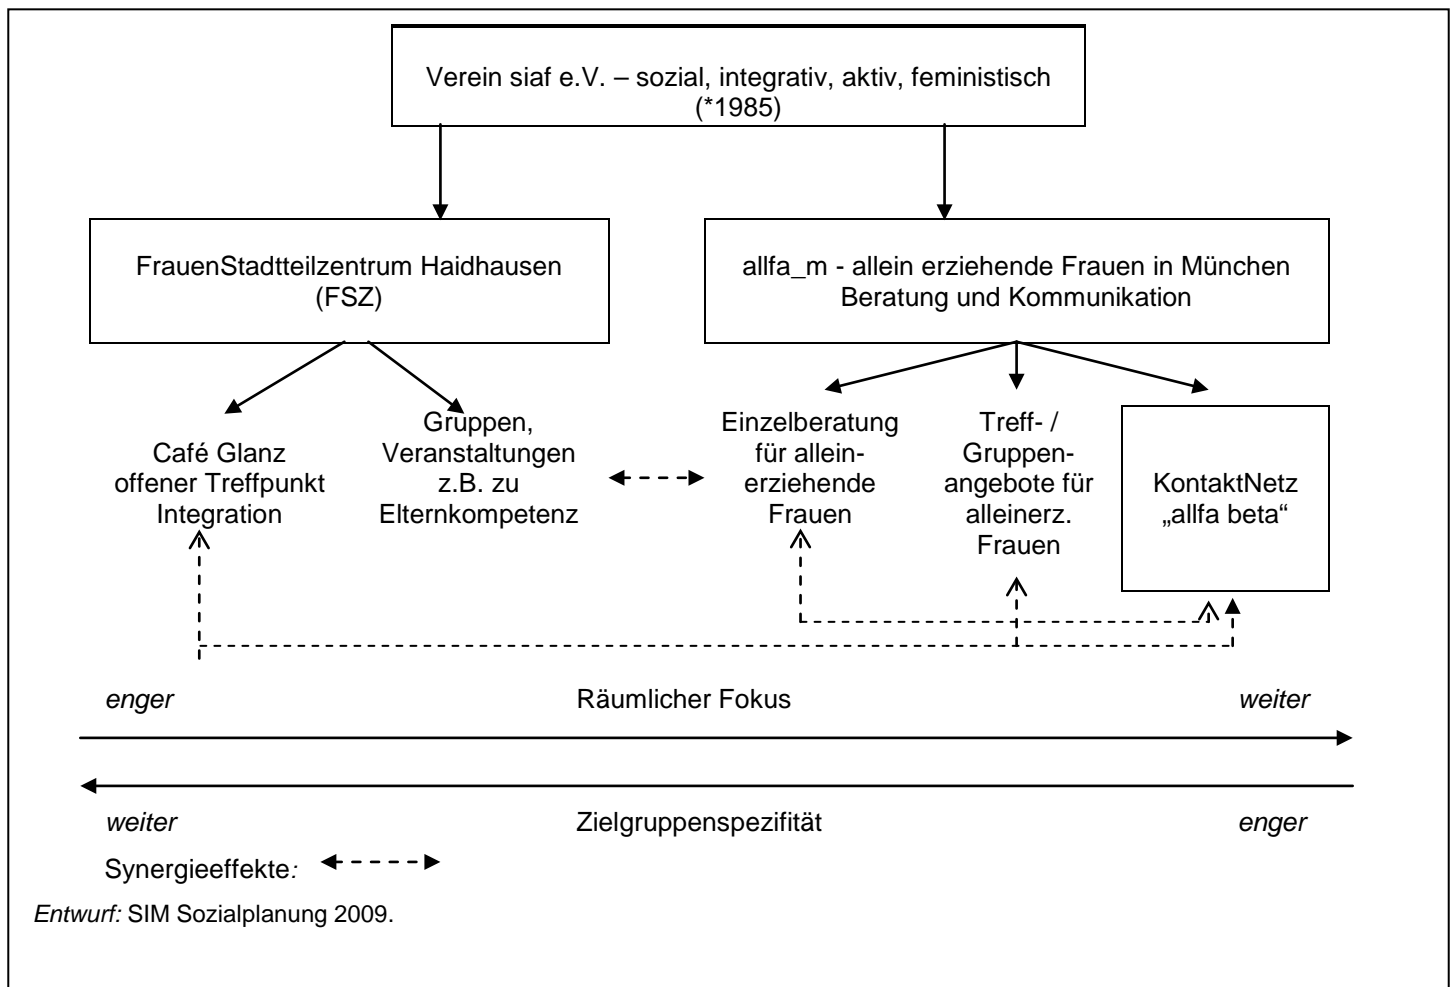 Verein siaf e.V. – sozial, integrativ, aktiv, feministisch
(*1985)
FrauenStadtteilzentrum Haidhausen
(FSZ)
allfa_m - allein erziehende Frauen in München
Beratung und Kommunikation
Café Glanz
offener Treffpunkt
Integration
Gruppen,
Veranstaltungen
z.B. zu
Elternkompetenz
Einzelberatung
für allein-
erziehende
Frauen
Treff- /
Gruppen-
angebote für
alleinerz.
Frauen
KontaktNetz
„allfa beta“
enger Räumlicher Fokus weiter
weiter Zielgruppenspezifität enger
Synergieeffekte:
Entwurf: SIM Sozialplanung 2009.